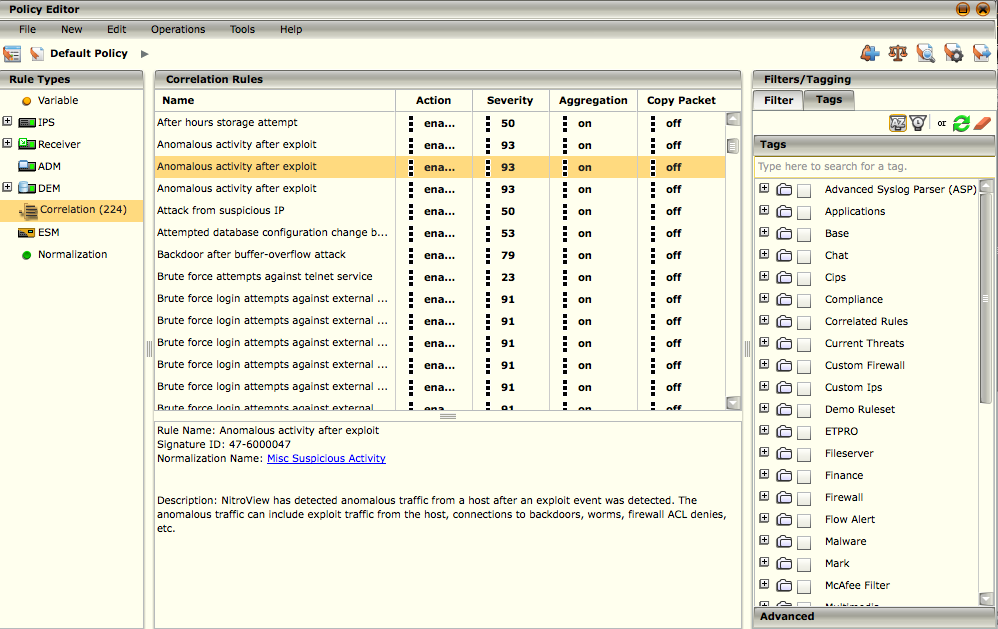 Policy Editor
File New Edit Operations Tools Help
Default Policy
Rule Types
Variable
IPS
Receiver
ADM
DEM
Correlation (224)
ESM
Normalization
Correlation Rules
Name Action Severity Aggregation Copy Packet
After hours storage attempt ena... 50 on off
Anomalous activity after exploit ena... 93 on off
Anomalous activity after exploit ena... 93 on off
Anomalous activity after exploit ena... 93 on off
Attack from suspicious IP ena... 50 on off
Attempted database configuration change b... ena... 53 on off
Backdoor after buffer-overflow attack ena... 79 on off
Brute force attempts against telnet service ena... 23 on off
Brute force login attempts against external ... ena... 91 on off
Brute force login attempts against external ... ena... 91 on off
Brute force login attempts against external ... ena... 91 on off
Brute force login attempts against external ... ena... 91 on off
Brute force login attempts against external ... ena... 91 on off
Brute force login attempts against external ... ena... 91 on off
Rule Name: Anomalous activity after exploit
Signature ID: 47-6000047
Normalization Name: Misc Suspicious Activity
Description: NitroView has detected anomalous traffic from a host after an exploit event was detected. The
anomalous traffic can include exploit traffic from the host, connections to backdoors, worms, firewall ACL denies,
etc.
Filters/Tagging
Filter Tags
AZ or
Tags
Type here to search for a tag.
Advanced Syslog Parser (ASP)
Applications
Base
Chat
Cips
Compliance
Correlated Rules
Current Threats
Custom Firewall
Custom Ips
Demo Ruleset
ETPRO
Fileserver
Finance
Firewall
Flow Alert
Malware
Mark
McAfee Filter
Multimedia
Advanced